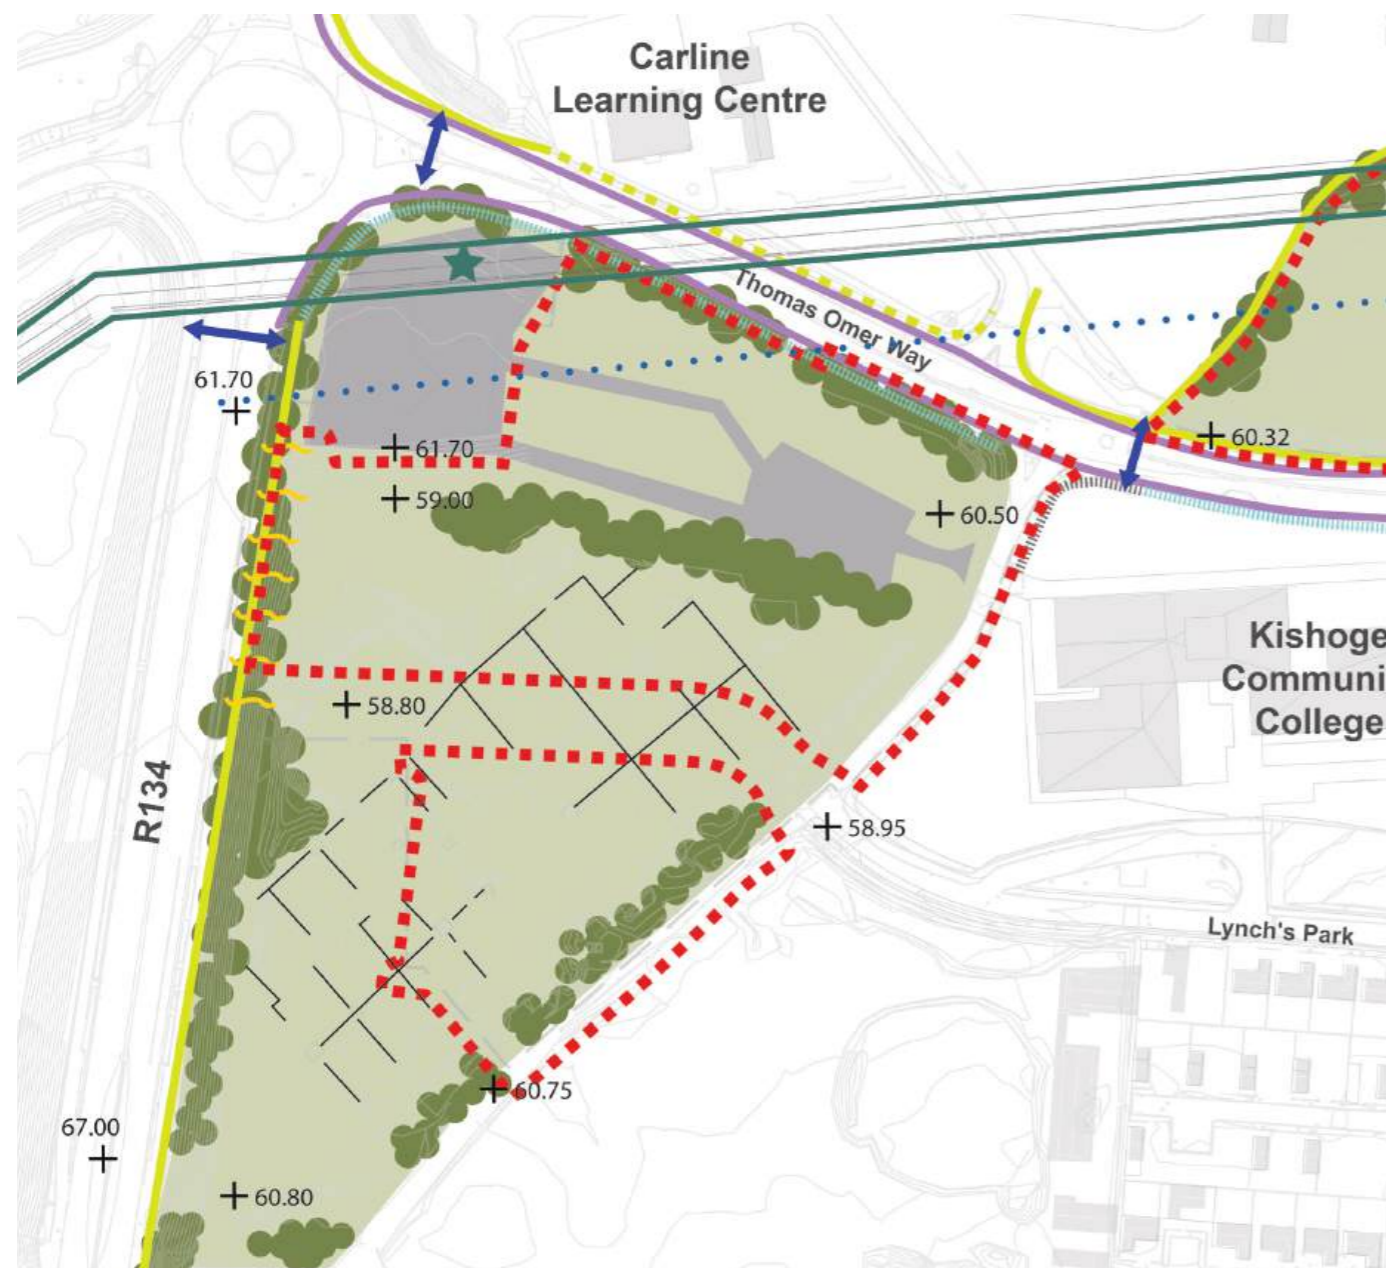 Carline
Learning Centre
Thomas Omer Way
61.70
61.70
60.32
59.00
60.50
Kishoge
Communi
College
58.80
R134
58.95
Lynch's Park
60.75
67.00
60.80